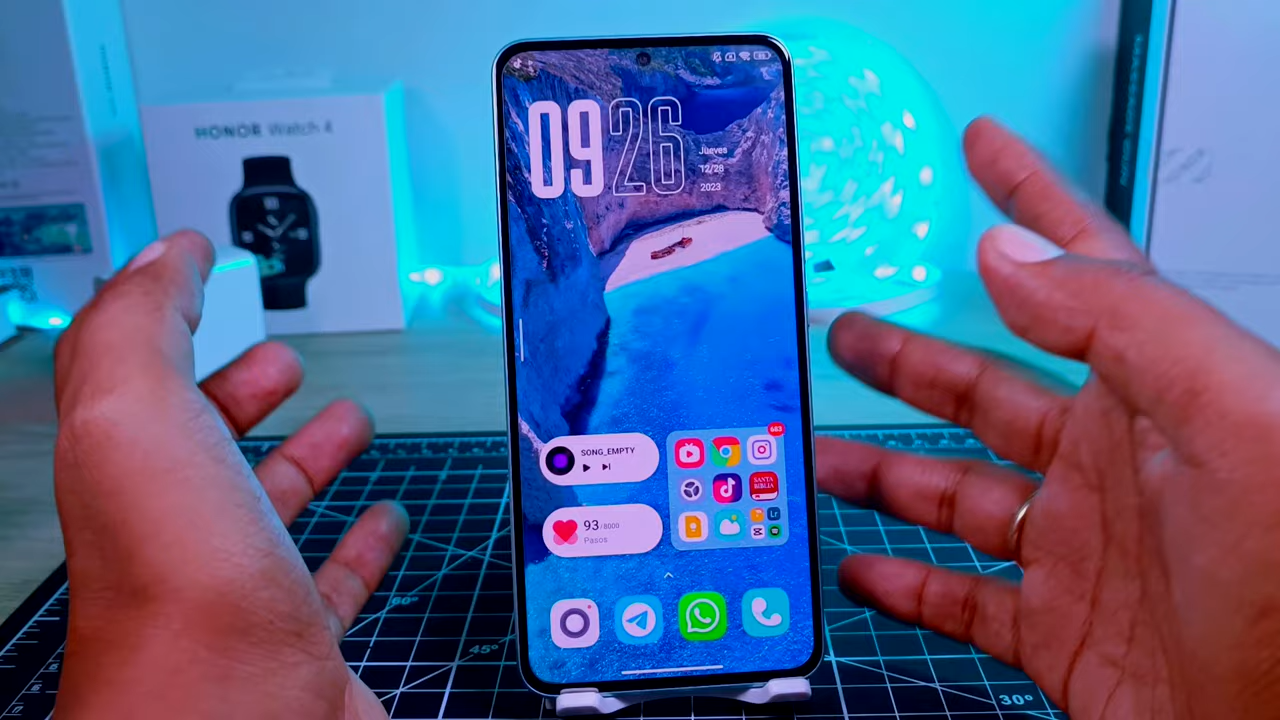 HONOR Watch 4
09 26
Jueves
12/28
2023
SONG_EMPTY
93/8000
Pasos
683
SANTA
BIBLIA
Lr
60°
45°
30°